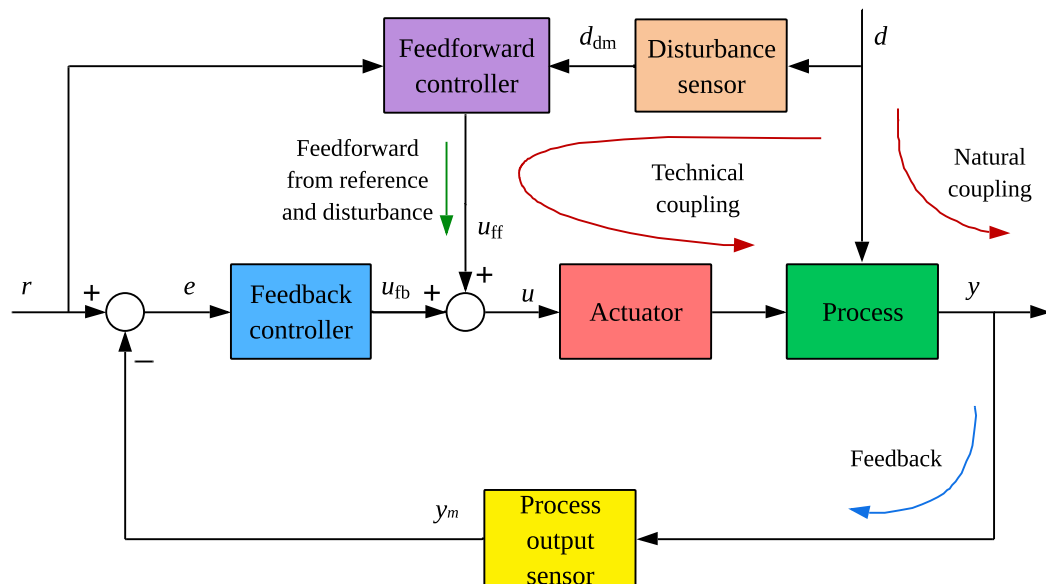 Feedforward
controller
d_dm
Disturbance
sensor
d
Feedforward
from reference
and disturbance
Technical
coupling
Natural
coupling
u_ff
r
+
e
Feedback
controller
u_fb
+
+
u
Actuator
Process
y
−
Feedback
y_m
Process
output
sensor